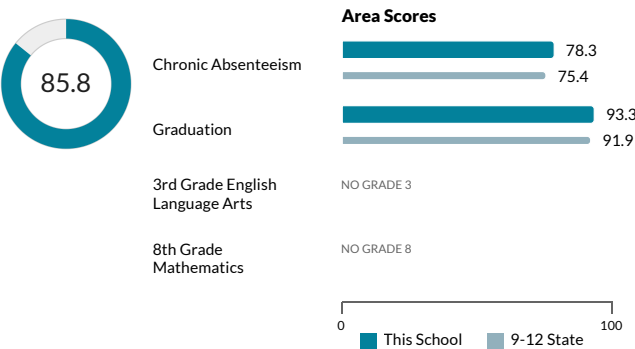 Area Scores
85.8
Chronic Absenteeism
78.3
75.4
Graduation
93.3
91.9
3rd Grade English
Language Arts
NO GRADE 3
8th Grade
Mathematics
NO GRADE 8
0
100
This School
9-12 State